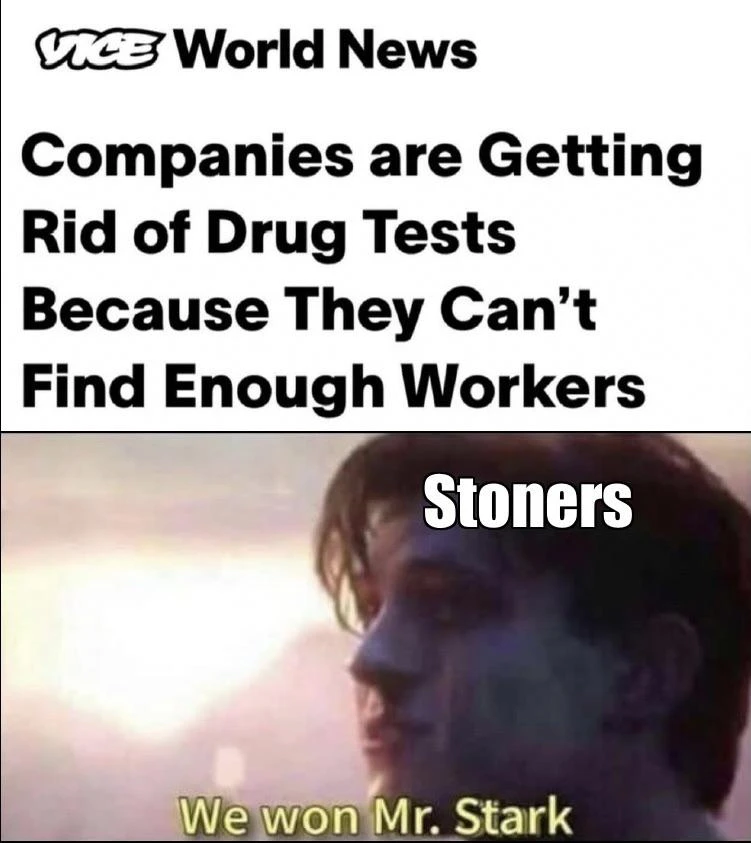 VICE World News
Companies are Getting
Rid of Drug Tests
Because They Can't
Find Enough Workers
Stoners
We won Mr. Stark